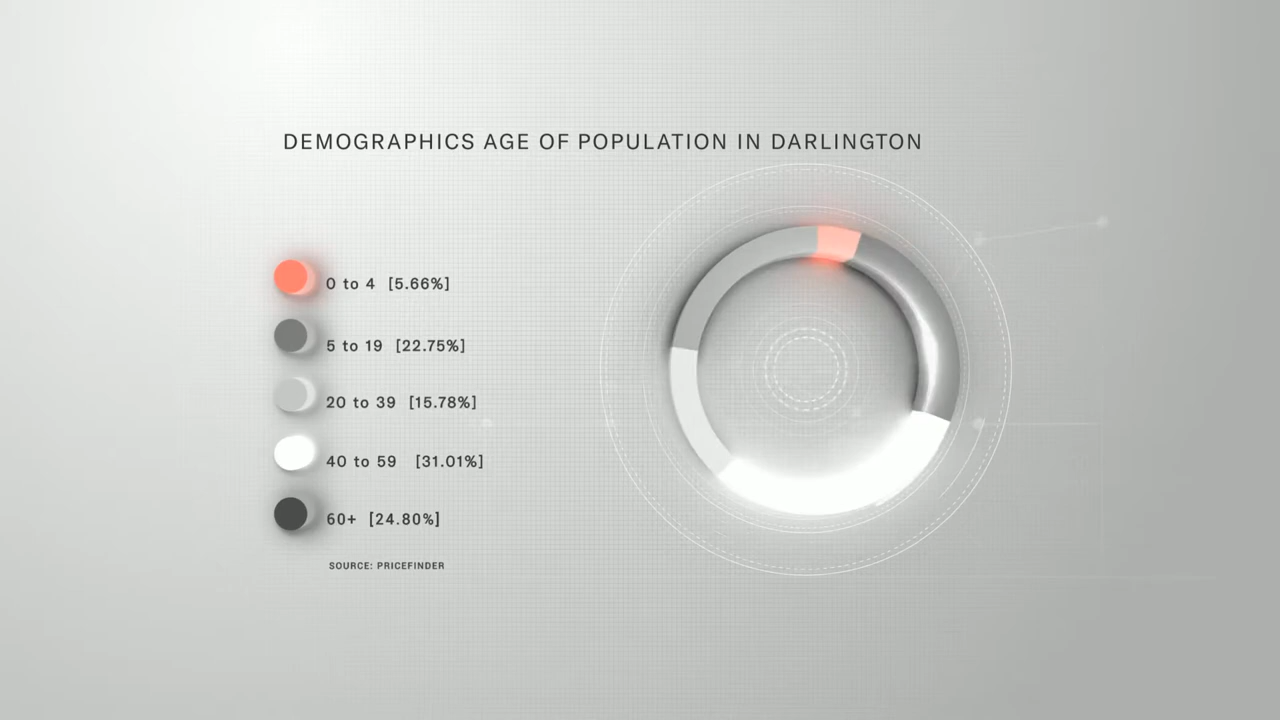 DEMOGRAPHICS AGE OF POPULATION IN DARLINGTON
0 to 4 [5.66%]
5 to 19 [22.75%]
20 to 39 [15.78%]
40 to 59 [31.01%]
60+ [24.80%]
SOURCE: PRICEFINDER